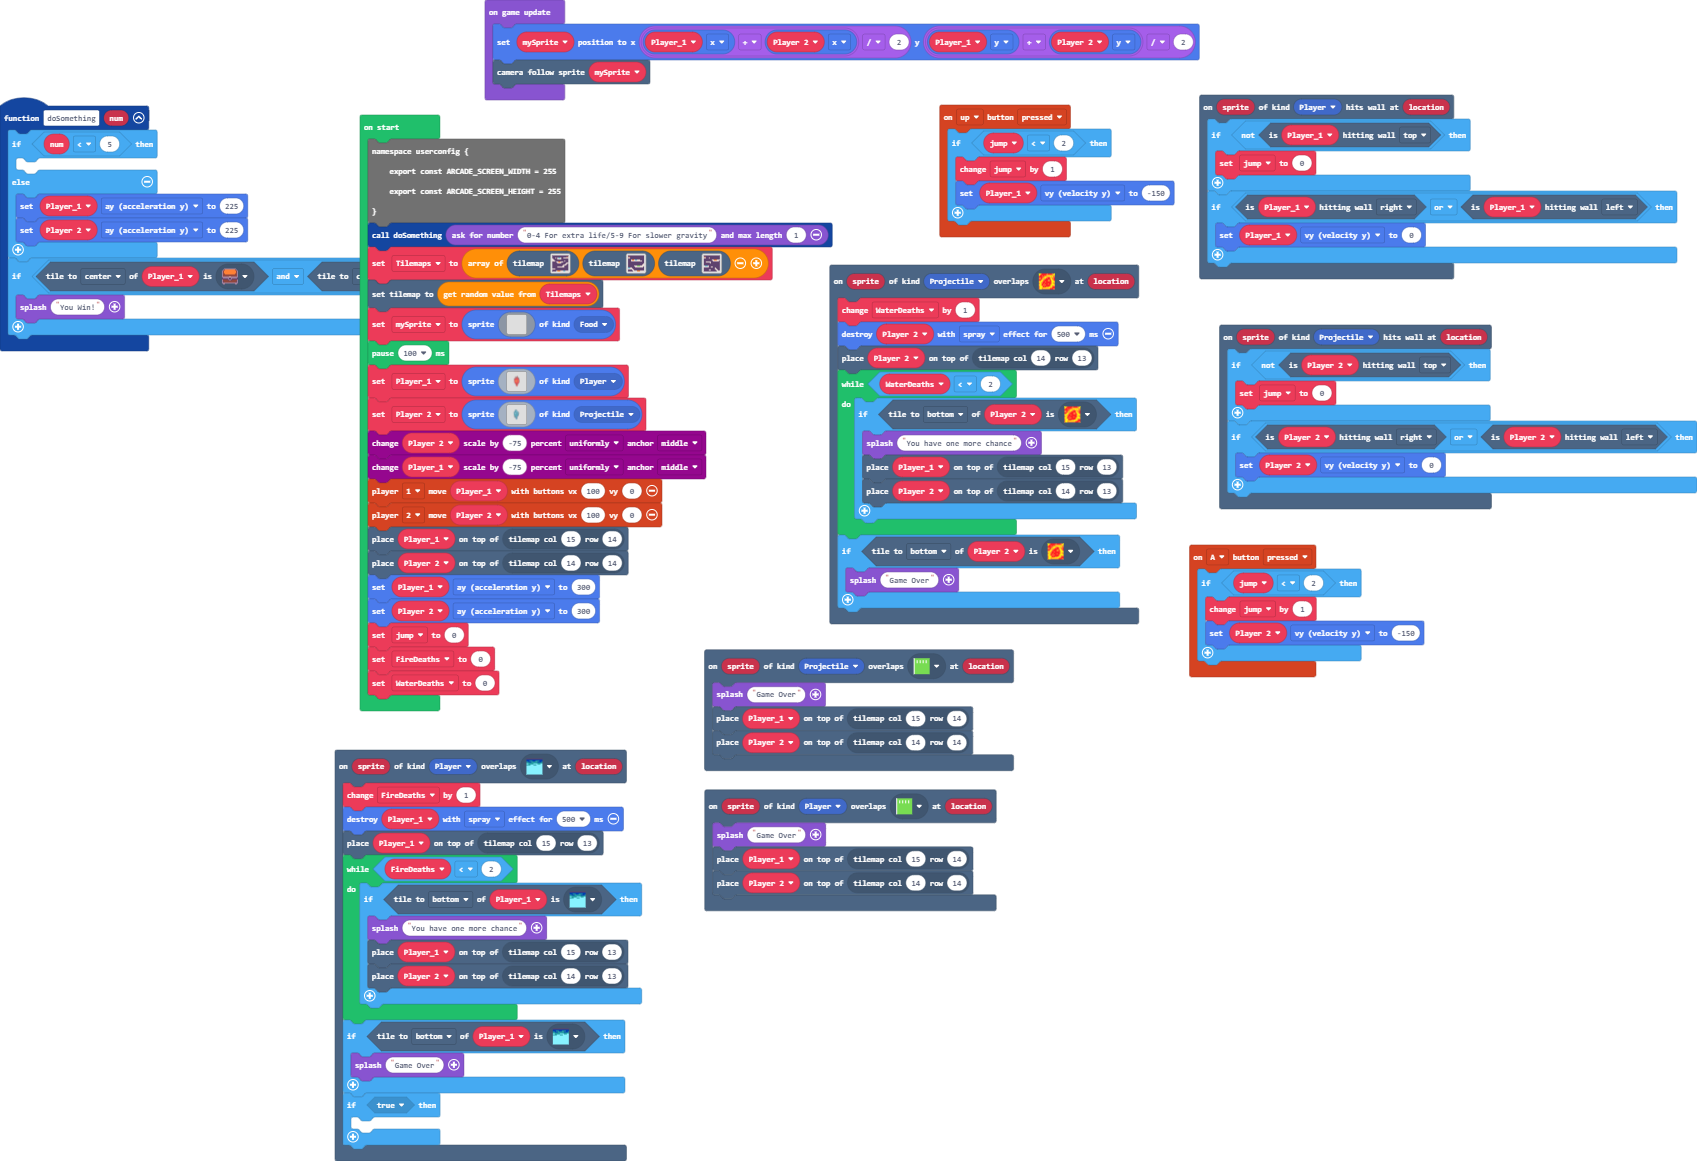 on game update
set mySprite position to x Player_1 x + Player 2 x / 2 y Player_1 y + Player 2 y / 2
camera follow sprite mySprite
function doSomething num
if num < 5 then
else
set Player_1 ay (acceleration y) to 225
set Player 2 ay (acceleration y) to 225
if tile to center of Player_1 is and tile to c
splash "You Win!"
on start
namespace userconfig {
export const ARCADE_SCREEN_WIDTH = 255
export const ARCADE_SCREEN_HEIGHT = 255
}
call doSomething ask for number "0-4 For extra life/5-9 For slower gravity" and max length 1
set Tilemaps to array of tilemap tilemap tilemap
set tilemap to get random value from Tilemaps
set mySprite to sprite of kind Food
pause 100 ms
set Player_1 to sprite of kind Player
set Player 2 to sprite of kind Projectile
change Player 2 scale by -75 percent uniformly anchor middle
change Player_1 scale by -75 percent uniformly anchor middle
player 1 move Player_1 with buttons vx 100 vy 0
player 2 move Player 2 with buttons vx 100 vy 0
place Player_1 on top of tilemap col 15 row 14
place Player 2 on top of tilemap col 14 row 14
set Player_1 ay (acceleration y) to 300
set Player 2 ay (acceleration y) to 300
set jump to 0
set FireDeaths to 0
set WaterDeaths to 0
on up button pressed
if jump < 2 then
change jump by 1
set Player_1 vy (velocity y) to -150
on sprite of kind Player hits wall at location
if not is Player_1 hitting wall top then
set jump to 0
if is Player_1 hitting wall right or is Player_1 hitting wall left then
set Player_1 vy (velocity y) to 0
on sprite of kind Projectile overlaps at location
change WaterDeaths by 1
destroy Player 2 with spray effect for 500 ms
place Player 2 on top of tilemap col 14 row 13
while WaterDeaths < 2
do
if tile to bottom of Player 2 is then
splash "You have one more chance"
place Player_1 on top of tilemap col 15 row 13
place Player 2 on top of tilemap col 14 row 13
if tile to bottom of Player 2 is then
splash "Game Over"
on sprite of kind Projectile hits wall at location
if not is Player 2 hitting wall top then
set jump to 0
if is Player 2 hitting wall right or is Player 2 hitting wall left then
set Player 2 vy (velocity y) to 0
on A button pressed
if jump < 2 then
change jump by 1
set Player 2 vy (velocity y) to -150
on sprite of kind Projectile overlaps at location
splash "Game Over"
place Player_1 on top of tilemap col 15 row 14
place Player 2 on top of tilemap col 14 row 14
on sprite of kind Player overlaps at location
splash "Game Over"
place Player_1 on top of tilemap col 15 row 14
place Player 2 on top of tilemap col 14 row 14
on sprite of kind Player overlaps at location
change FireDeaths by 1
destroy Player_1 with spray effect for 500 ms
place Player_1 on top of tilemap col 15 row 13
while FireDeaths < 2
do
if tile to bottom of Player_1 is then
splash "You have one more chance"
place Player_1 on top of tilemap col 15 row 13
place Player 2 on top of tilemap col 14 row 13
if tile to bottom of Player_1 is then
splash "Game Over"
if true then